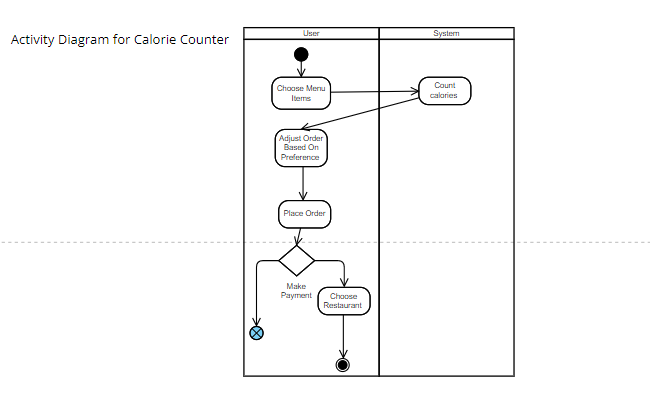 Activity Diagram for Calorie Counter
User
System
Choose Menu
Items
Count
calories
Adjust Order
Based On
Preference
Place Order
Make
Payment
Choose
Restaurant